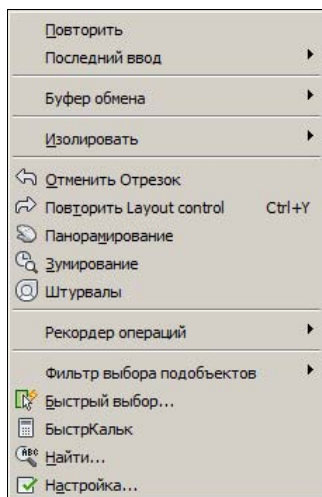 Повторить
Последний ввод
Буфер обмена
Изолировать
Отменить Отрезок
Повторить Layout control Ctrl+Y
Панорамирование
Зумирование
Штурвалы
Рекордер операций
Фильтр выбора подобъектов
Быстрый выбор...
БыстрКальк
ABC Найти...
Настройка...